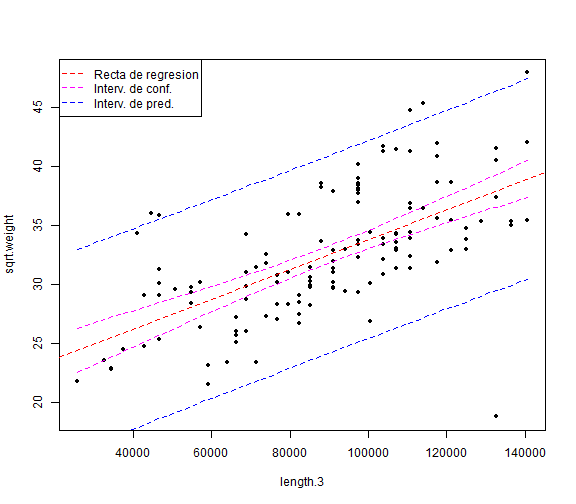 Recta de regresion
Interv. de conf.
Interv. de pred.
sqrt.weight
45
40
35
30
25
20
40000 60000 80000 100000 120000 140000
length.3